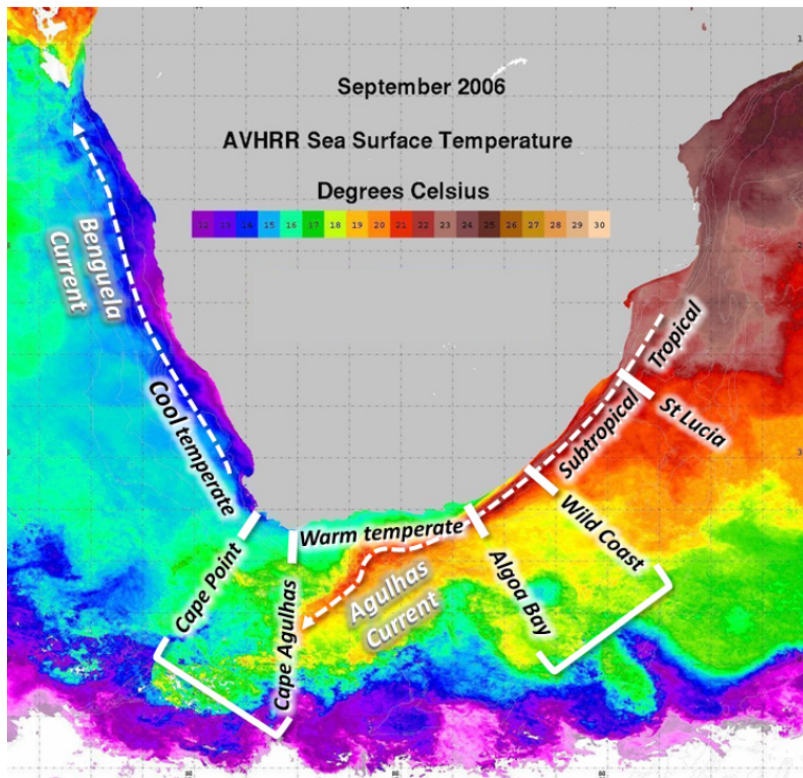 September 2006
AVHRR Sea Surface Temperature
Degrees Celsius
12 13 14 15 16 17 18 19 20 21 22 23 24 25 26 27 28 29 30
Benguela
Current
Cool temperate
Cape Point
Cape Agulhas
Warm temperate
Agulhas
Current
Algoa Bay
Wild Coast
Subtropical
St Lucia
Tropical